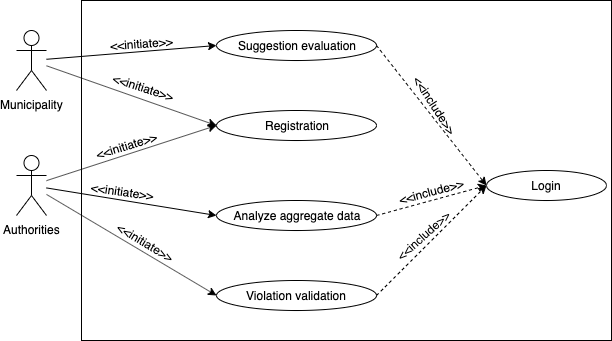 <<initiate>>
Suggestion evaluation
Municipality
<<initiate>>
<<include>>
Registration
<<initiate>>
Authorities
<<initiate>>
Analyze aggregate data
<<include>>
Login
<<initiate>>
<<include>>
Violation validation